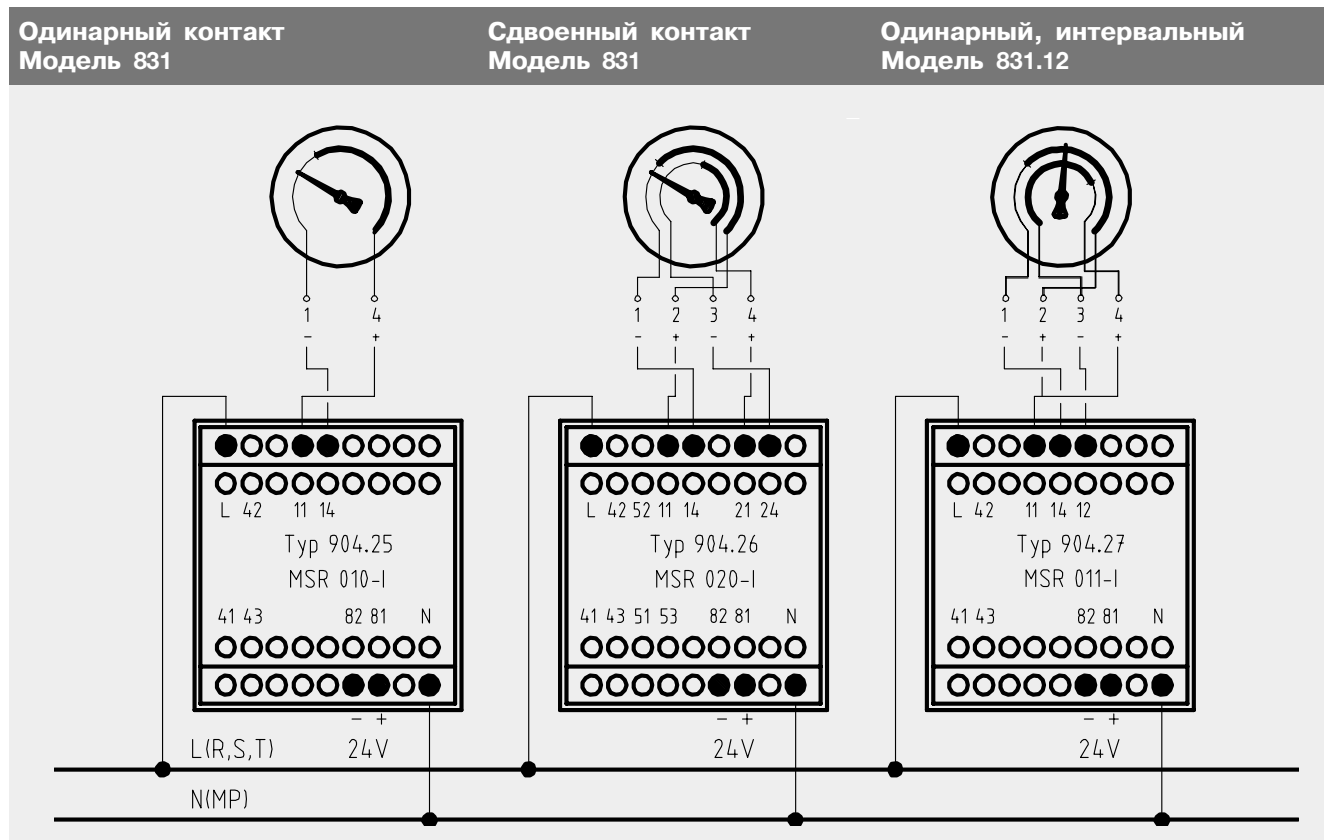 Одинарный контакт
Модель 831
Сдвоенный контакт
Модель 831
Одинарный, интервальный
Модель 831.12
1 4
- +
1 2 3 4
- + - +
1 2 3 4
- + - +
L 42 11 14
Typ 904.25
MSR 010-I
41 43 82 81 N
- +
24V
L 42 52 11 14 21 24
Typ 904.26
MSR 020-I
41 43 51 53 82 81 N
- +
24V
L 42 11 14 12
Typ 904.27
MSR 011-I
41 43 82 81 N
- +
24V
L(R,S,T)
N(MP)